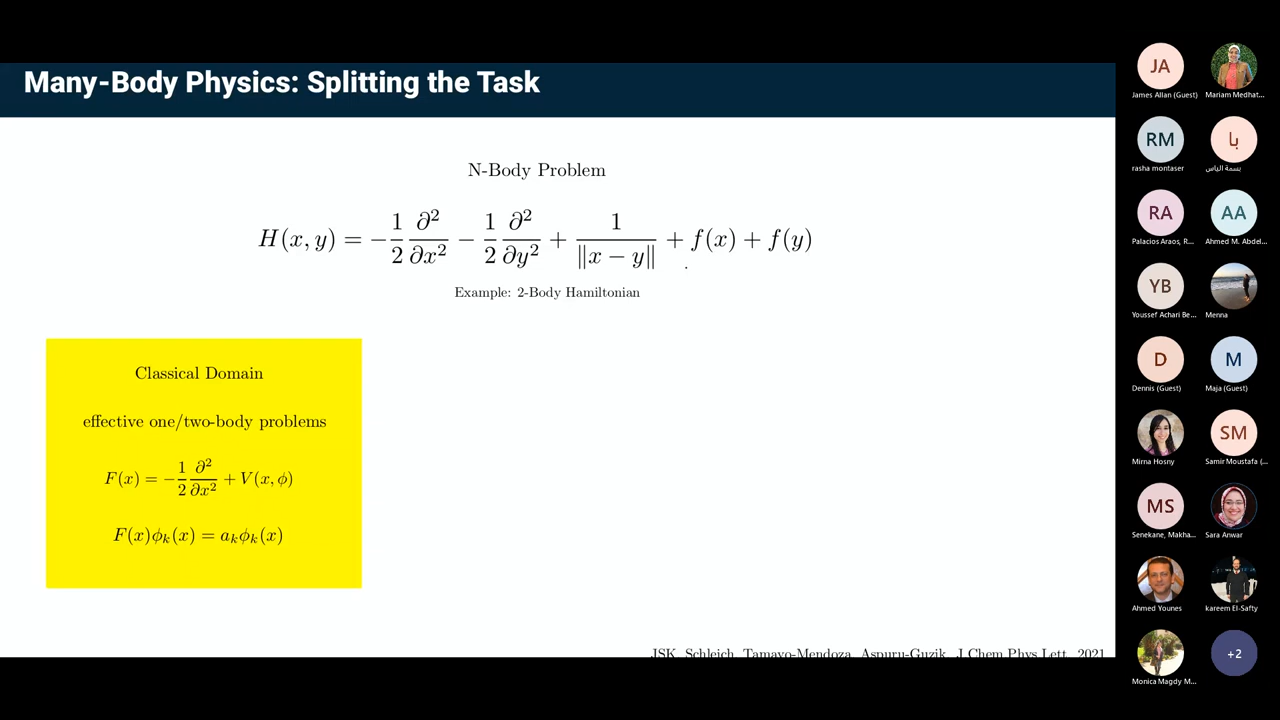 Many-Body Physics: Splitting the Task
N-Body Problem
H(x, y) = −1/2 ∂²/∂x² − 1/2 ∂²/∂y² + 1/‖x − y‖ + f(x) + f(y)
Example: 2-Body Hamiltonian
Classical Domain
effective one/two-body problems
F(x) = −1/2 ∂²/∂x² + V(x, ϕ)
F(x)ϕₖ(x) = aₖϕₖ(x)
JSK, Schleich, Tamayo-Mendoza, Aspuru-Guzik, J.Chem.Phys.Lett, 2021
JA
James Allan (Guest)
Mariam Medhat...
RM
rasha montaser
با
بسمة الياس
RA
Palacios Araos, R...
AA
Ahmed M. Abdel...
YB
Youssef Achari Be...
Menna
D
Dennis (Guest)
M
Maja (Guest)
Mirna Hosny
SM
Samir Moustafa (...
MS
Senekane, Makha...
Sara Anwar
Ahmed Younes
kareem El-Safty
Monica Magdy M...
+2